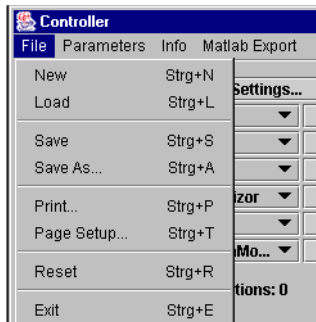 Controller
File Parameters Info Matlab Export
New Strg+N
Settings...
Load Strg+L
Save Strg+S
Save As... Strg+A
Print... Strg+P
Page Setup... Strg+T
Reset Strg+R
tions: 0
Exit Strg+E